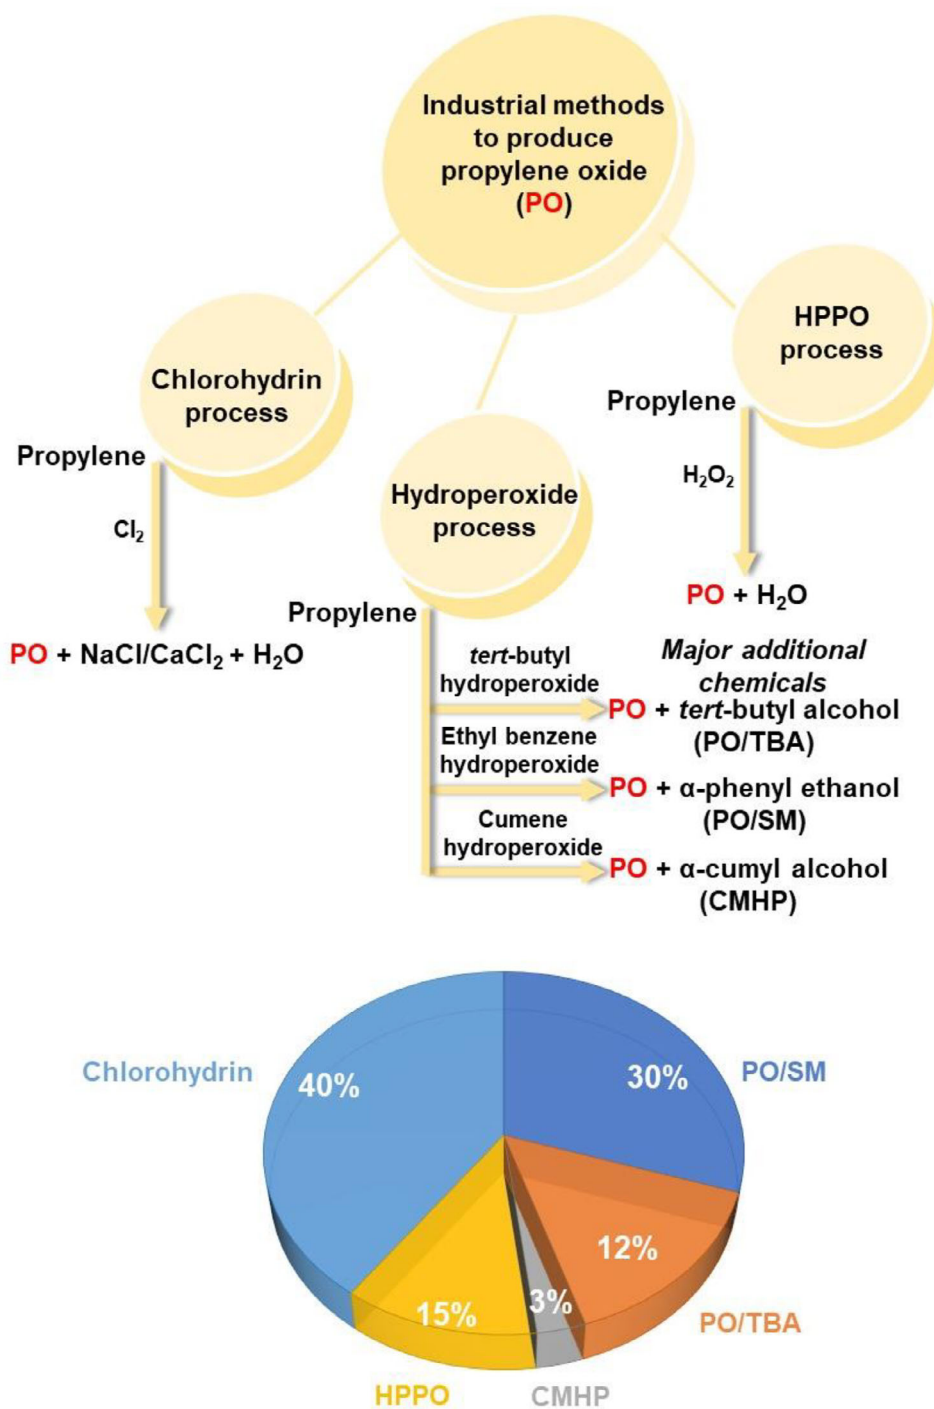 Industrial methods
to produce
propylene oxide
(PO)
Chlorohydrin
process
Propylene
Cl₂
PO + NaCl/CaCl₂ + H₂O
Hydroperoxide
process
Propylene
tert-butyl
hydroperoxide
Ethyl benzene
hydroperoxide
Cumene
hydroperoxide
HPPO
process
Propylene
H₂O₂
PO + H₂O
Major additional
chemicals
PO + tert-butyl alcohol
(PO/TBA)
PO + α-phenyl ethanol
(PO/SM)
PO + α-cumyl alcohol
(CMHP)
Chlorohydrin
40%
30%
PO/SM
12%
PO/TBA
15%
HPPO
3%
CMHP